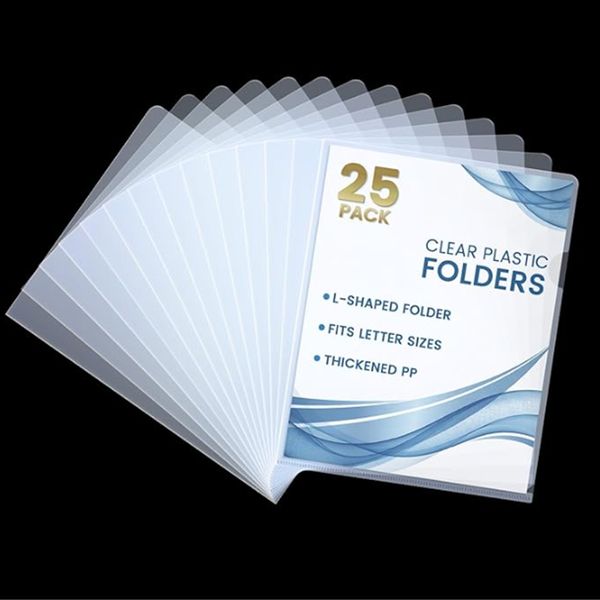 25
PACK
CLEAR PLASTIC
FOLDERS
• L-SHAPED FOLDER
• FITS LETTER SIZES
• THICKENED PP